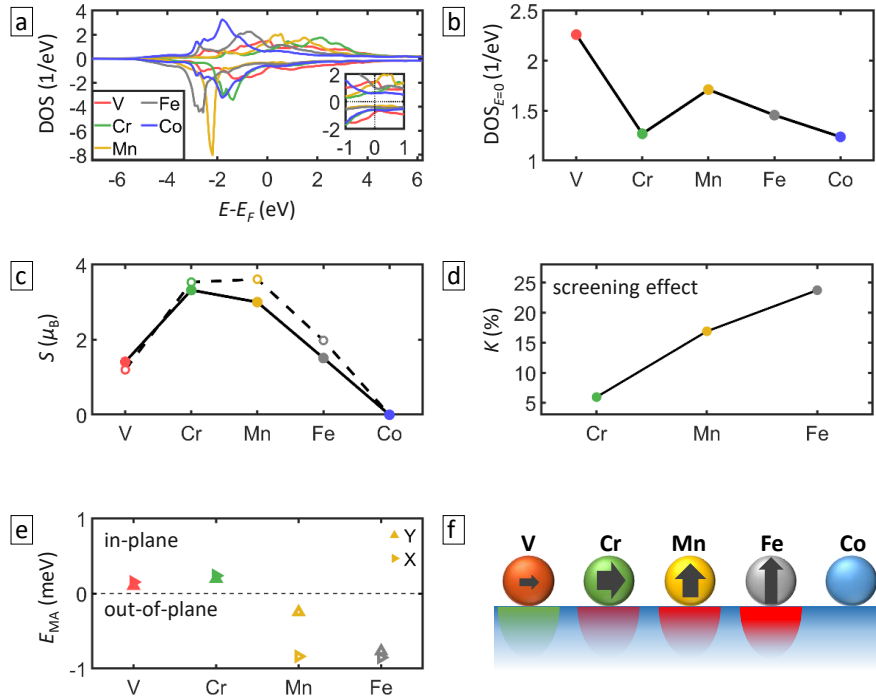 a
DOS (1/eV)
4
2
0
-2
-4
-6
-8
V
Fe
Cr
Co
Mn
2
0
-2
-1
0
1
-6
-4
-2
0
2
4
6
E-E_F (eV)
b
DOS_E=0 (1/eV)
2.5
2
1.5
1
V
Cr
Mn
Fe
Co
c
S (μ_B)
4
2
0
V
Cr
Mn
Fe
Co
d
screening effect
K (%)
25
20
15
10
5
Cr
Mn
Fe
e
E_MA (meV)
1
0
-1
in-plane
out-of-plane
Y
X
V
Cr
Mn
Fe
f
V
Cr
Mn
Fe
Co